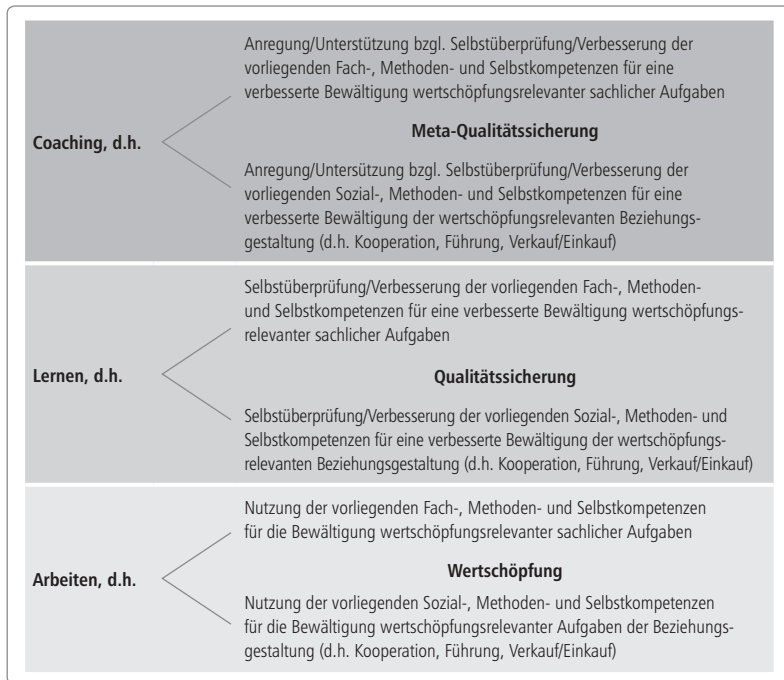 Anregung/Unterstützung bzgl. Selbstüberprüfung/Verbesserung der
vorliegenden Fach-, Methoden- und Selbstkompetenzen für eine
verbesserte Bewältigung wertschöpfungsrelevanter sachlicher Aufgaben
Coaching, d.h.
Meta-Qualitätssicherung
Anregung/Untersützung bzgl. Selbstüberprüfung/Verbesserung der
vorliegenden Sozial-, Methoden- und Selbstkompetenzen für eine
verbesserte Bewältigung der wertschöpfungsrelevanten Beziehungs-
gestaltung (d.h. Kooperation, Führung, Verkauf/Einkauf)
Selbstüberprüfung/Verbesserung der vorliegenden Fach-, Methoden-
und Selbstkompetenzen für eine verbesserte Bewältigung wertschöpfungs-
relevanter sachlicher Aufgaben
Lernen, d.h.
Qualitätssicherung
Selbstüberprüfung/Verbesserung der vorliegenden Sozial-, Methoden- und
Selbstkompetenzen für eine verbesserte Bewältigung der wertschöpfungs-
relevanten Beziehungsgestaltung (d.h. Kooperation, Führung, Verkauf/Einkauf)
Nutzung der vorliegenden Fach-, Methoden- und Selbstkompetenzen
für die Bewältigung wertschöpfungsrelevanter sachlicher Aufgaben
Arbeiten, d.h.
Wertschöpfung
Nutzung der vorliegenden Sozial-, Methoden- und Selbstkompetenzen
für die Bewältigung wertschöpfungsrelevanter Aufgaben der Beziehungs-
gestaltung (d.h. Kooperation, Führung, Verkauf/Einkauf)